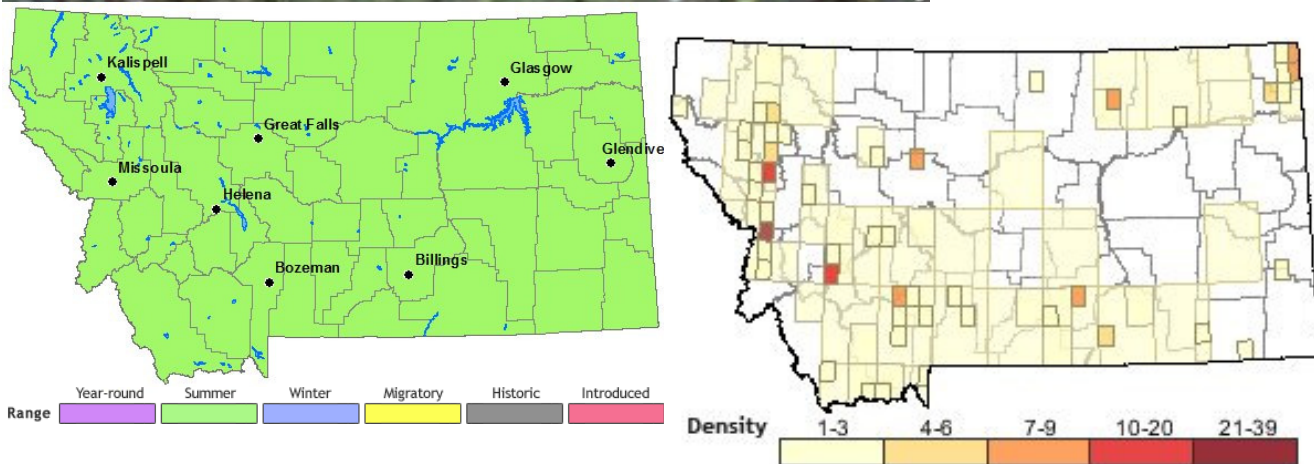 Kalispell
Glasgow
Great Falls
Glendive
Missoula
Helena
Bozeman
Billings
Year-round Summer Winter Migratory Historic Introduced
Range
Density 1-3 4-6 7-9 10-20 21-39